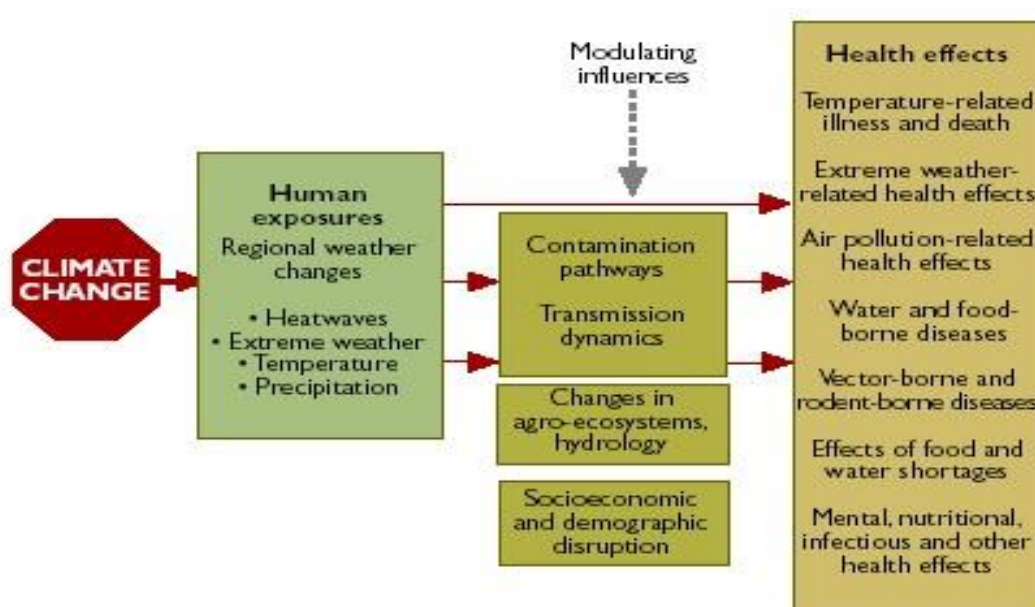 CLIMATE
CHANGE
Human
exposures
Regional weather
changes
• Heatwaves
• Extreme weather
• Temperature
• Precipitation
Modulating
influences
Contamination
pathways
Transmission
dynamics
Changes in
agro-ecosystems,
hydrology
Socioeconomic
and demographic
disruption
Health effects
Temperature-related
illness and death
Extreme weather-
related health effects
Air pollution-related
health effects
Water and food-
borne diseases
Vector-borne and
rodent-borne diseases
Effects of food and
water shortages
Mental, nutritional,
infectious and other
health effects